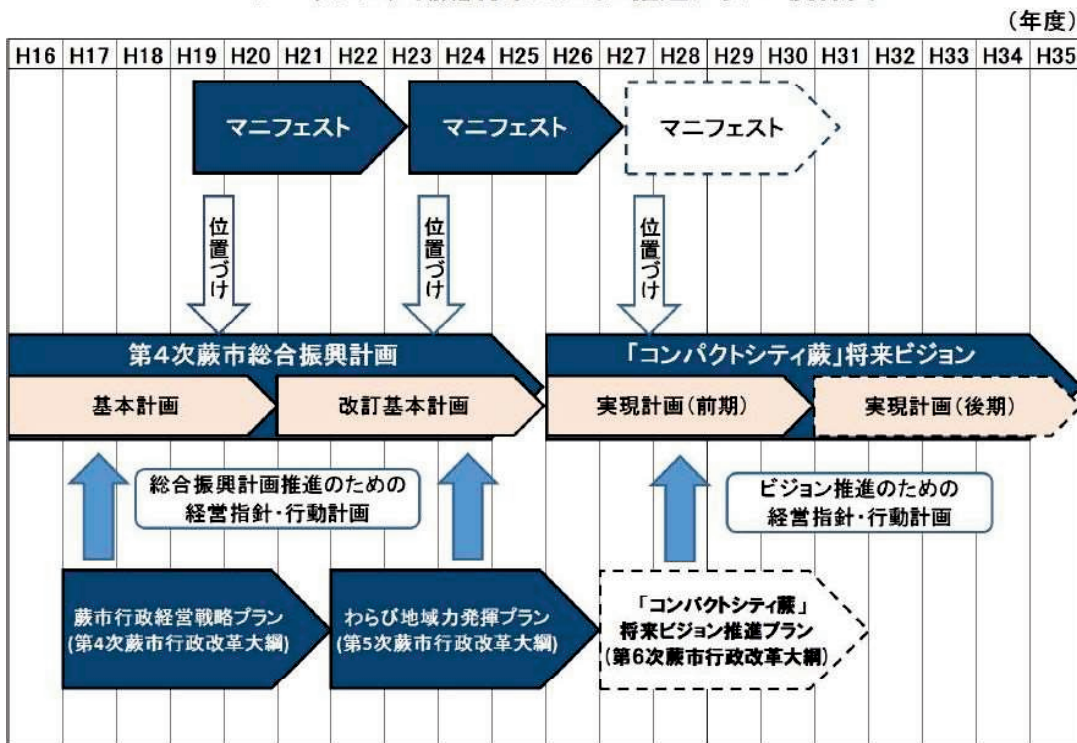 (年度)
H16 H17 H18 H19 H20 H21 H22 H23 H24 H25 H26 H27 H28 H29 H30 H31 H32 H33 H34 H35
マニフェスト
マニフェスト
マニフェスト
位置づけ
位置づけ
位置づけ
第4次蕨市総合振興計画
「コンパクトシティ蕨」将来ビジョン
基本計画
改訂基本計画
実現計画(前期)
実現計画(後期)
総合振興計画推進のための
経営指針・行動計画
ビジョン推進のための
経営指針・行動計画
蕨市行政経営戦略プラン
(第4次蕨市行政改革大綱)
わらび地域力発揮プラン
(第5次蕨市行政改革大綱)
「コンパクトシティ蕨」
将来ビジョン推進プラン
(第6次蕨市行政改革大綱)